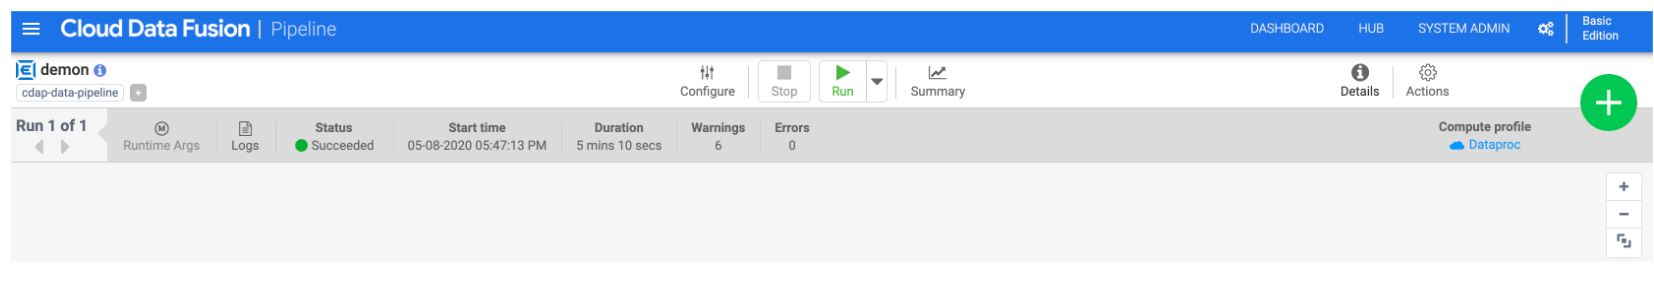 Cloud Data Fusion | Pipeline
DASHBOARD HUB SYSTEM ADMIN
Basic
Edition
demon
cdap-data-pipeline
Configure
Stop
Run
Summary
Details
Actions
Run 1 of 1
Runtime Args
Logs
Status
Succeeded
Start time
05-08-2020 05:47:13 PM
Duration
5 mins 10 secs
Warnings
6
Errors
0
Compute profile
Dataproc